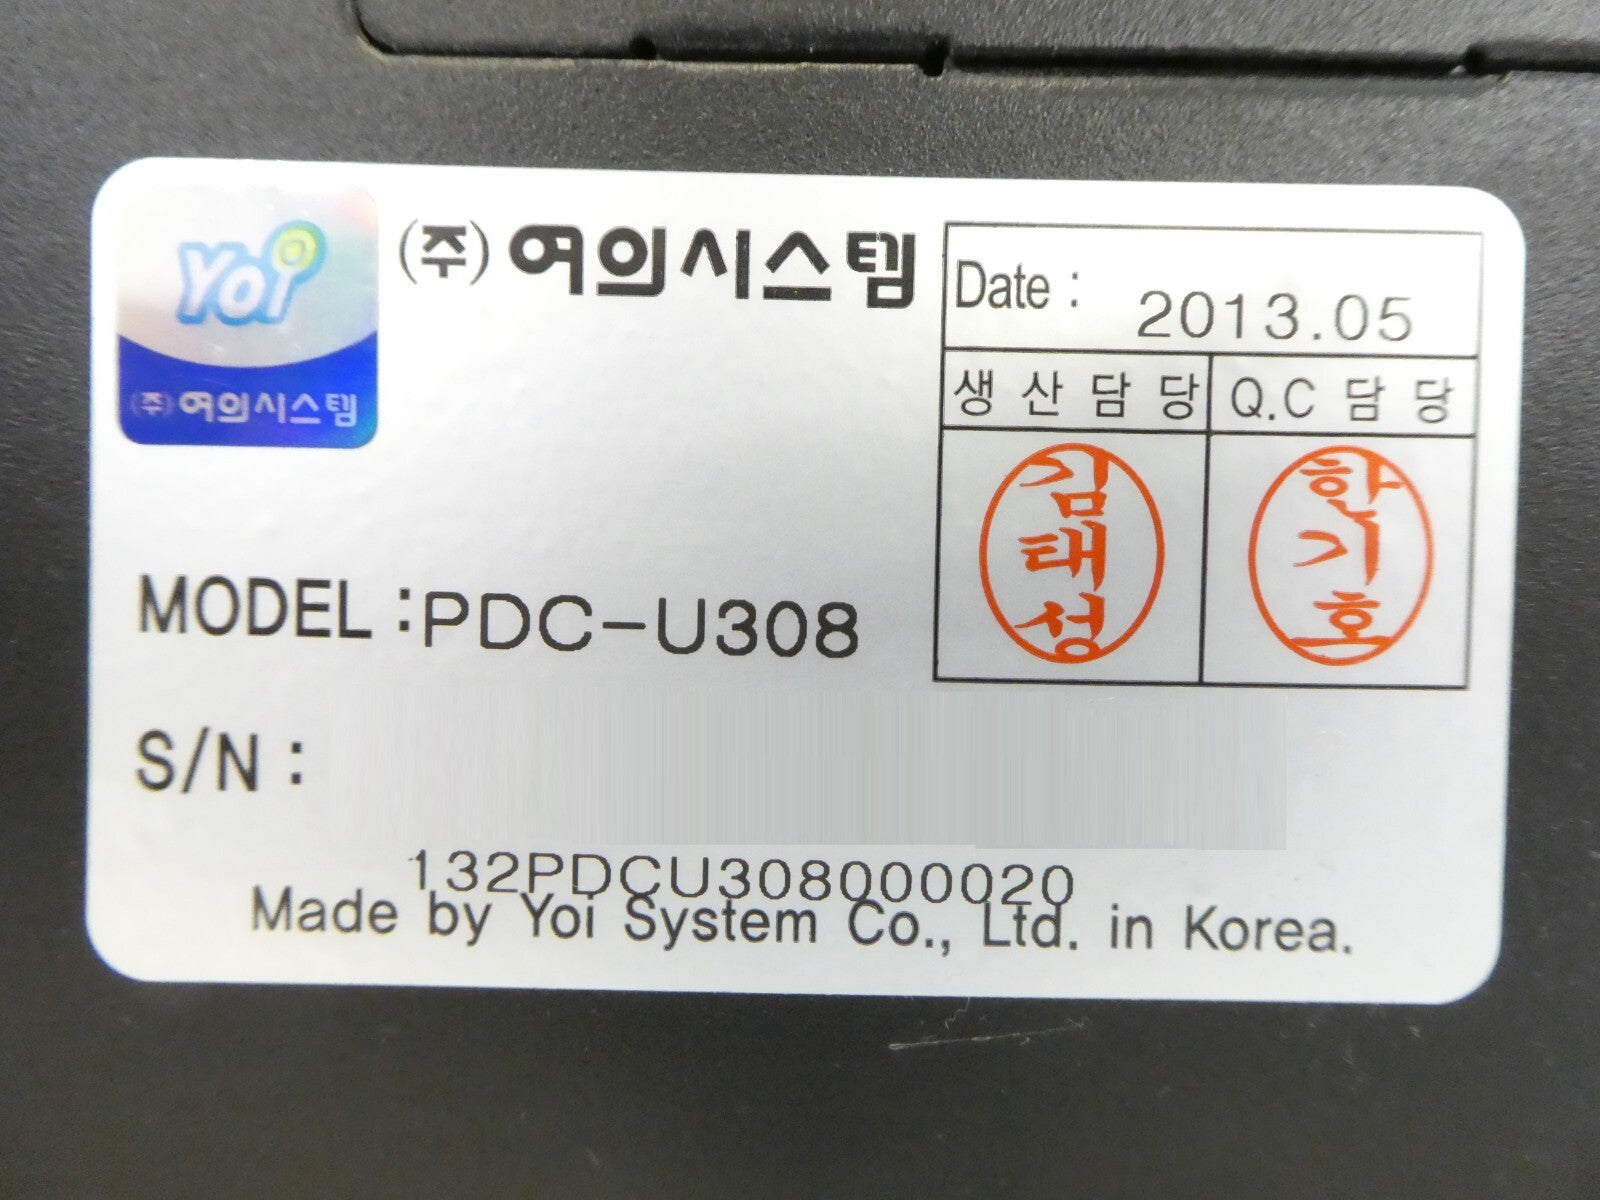 Yoi
(주)여의시스템
(주)여의시스템
Date : 2013.05
생 산 담 당
Q.C 담 당
김태성
한기호
MODEL :PDC-U308
S/N :
132PDCU308000020
Made by Yoi System Co., Ltd. in Korea.